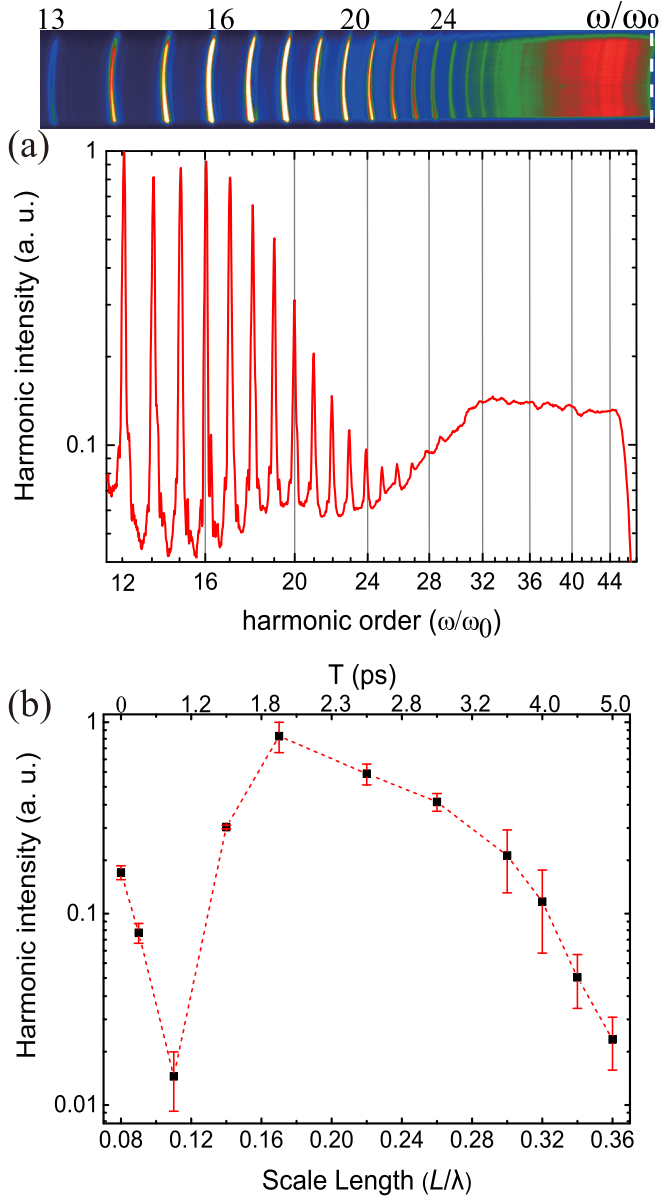 13 16 20 24 ω/ω₀
(a)
1
0.1
Harmonic intensity (a. u.)
12 16 20 24 28 32 36 40 44
harmonic order (ω/ω₀)
T (ps)
(b)
0 1.2 1.8 2.3 2.8 3.2 4.0 5.0
1
0.1
0.01
Harmonic intensity (a. u.)
0.08 0.12 0.16 0.20 0.24 0.28 0.32 0.36
Scale Length (L/λ)